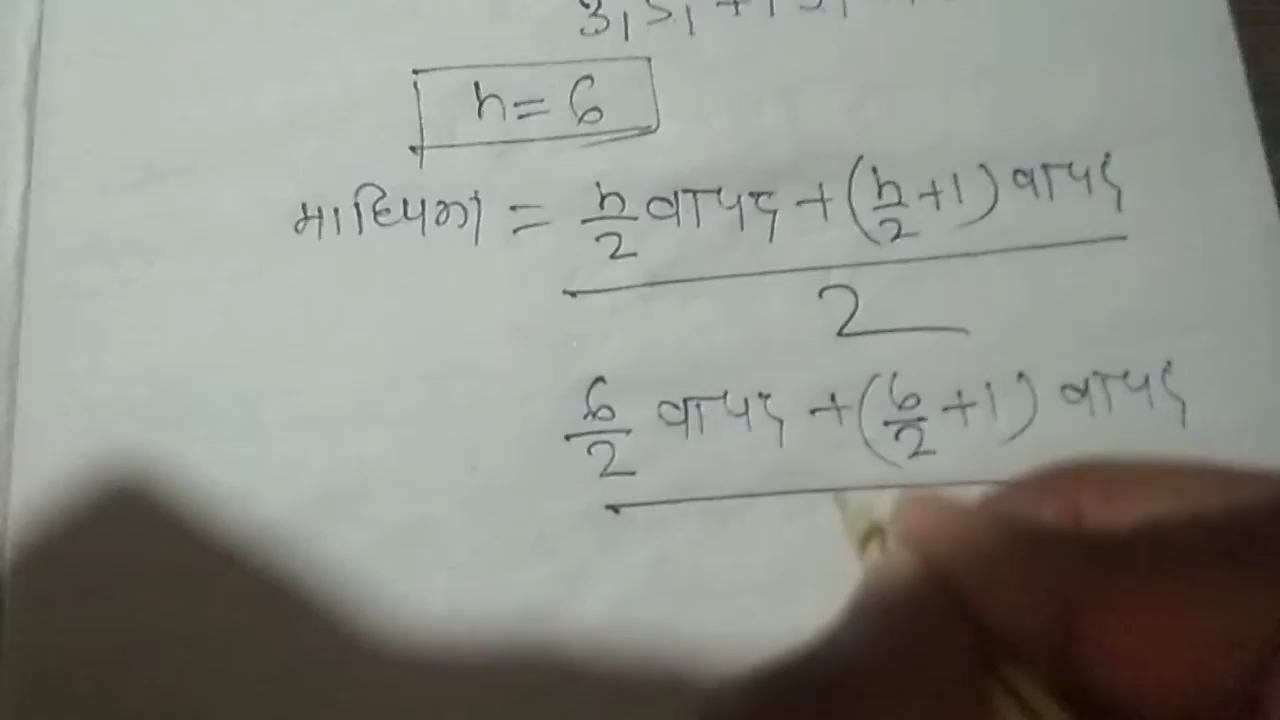 n = 6
माध्यिका = n/2 वा पद + (n/2 + 1) वा पद
2
6/2 वा पद + (6/2 + 1) वा पद